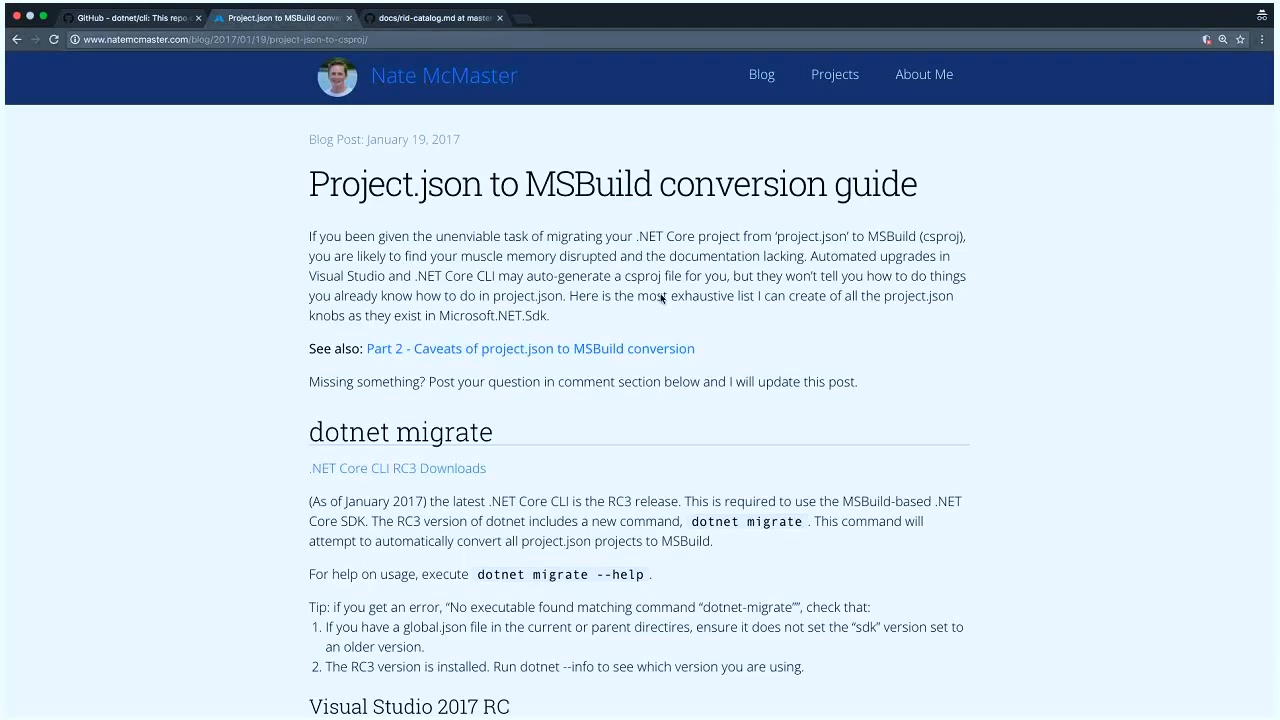 GitHub - dotnet/cli: This repo
Project.json to MSBuild conver
docs/rid-catalog.md at master
www.natemcmaster.com/blog/2017/01/19/project-json-to-csproj/
Nate McMaster
Blog
Projects
About Me
Blog Post: January 19, 2017
Project.json to MSBuild conversion guide
If you been given the unenviable task of migrating your .NET Core project from ‘project.json’ to MSBuild (csproj),
you are likely to find your muscle memory disrupted and the documentation lacking. Automated upgrades in
Visual Studio and .NET Core CLI may auto-generate a csproj file for you, but they won’t tell you how to do things
you already know how to do in project.json. Here is the most exhaustive list I can create of all the project.json
knobs as they exist in Microsoft.NET.Sdk.
See also: Part 2 - Caveats of project.json to MSBuild conversion
Missing something? Post your question in comment section below and I will update this post.
dotnet migrate
.NET Core CLI RC3 Downloads
(As of January 2017) the latest .NET Core CLI is the RC3 release. This is required to use the MSBuild-based .NET
Core SDK. The RC3 version of dotnet includes a new command, dotnet migrate . This command will
attempt to automatically convert all project.json projects to MSBuild.
For help on usage, execute dotnet migrate --help .
Tip: if you get an error, “No executable found matching command “dotnet-migrate””, check that:
1. If you have a global.json file in the current or parent directires, ensure it does not set the “sdk” version set to
an older version.
2. The RC3 version is installed. Run dotnet --info to see which version you are using.
Visual Studio 2017 RC